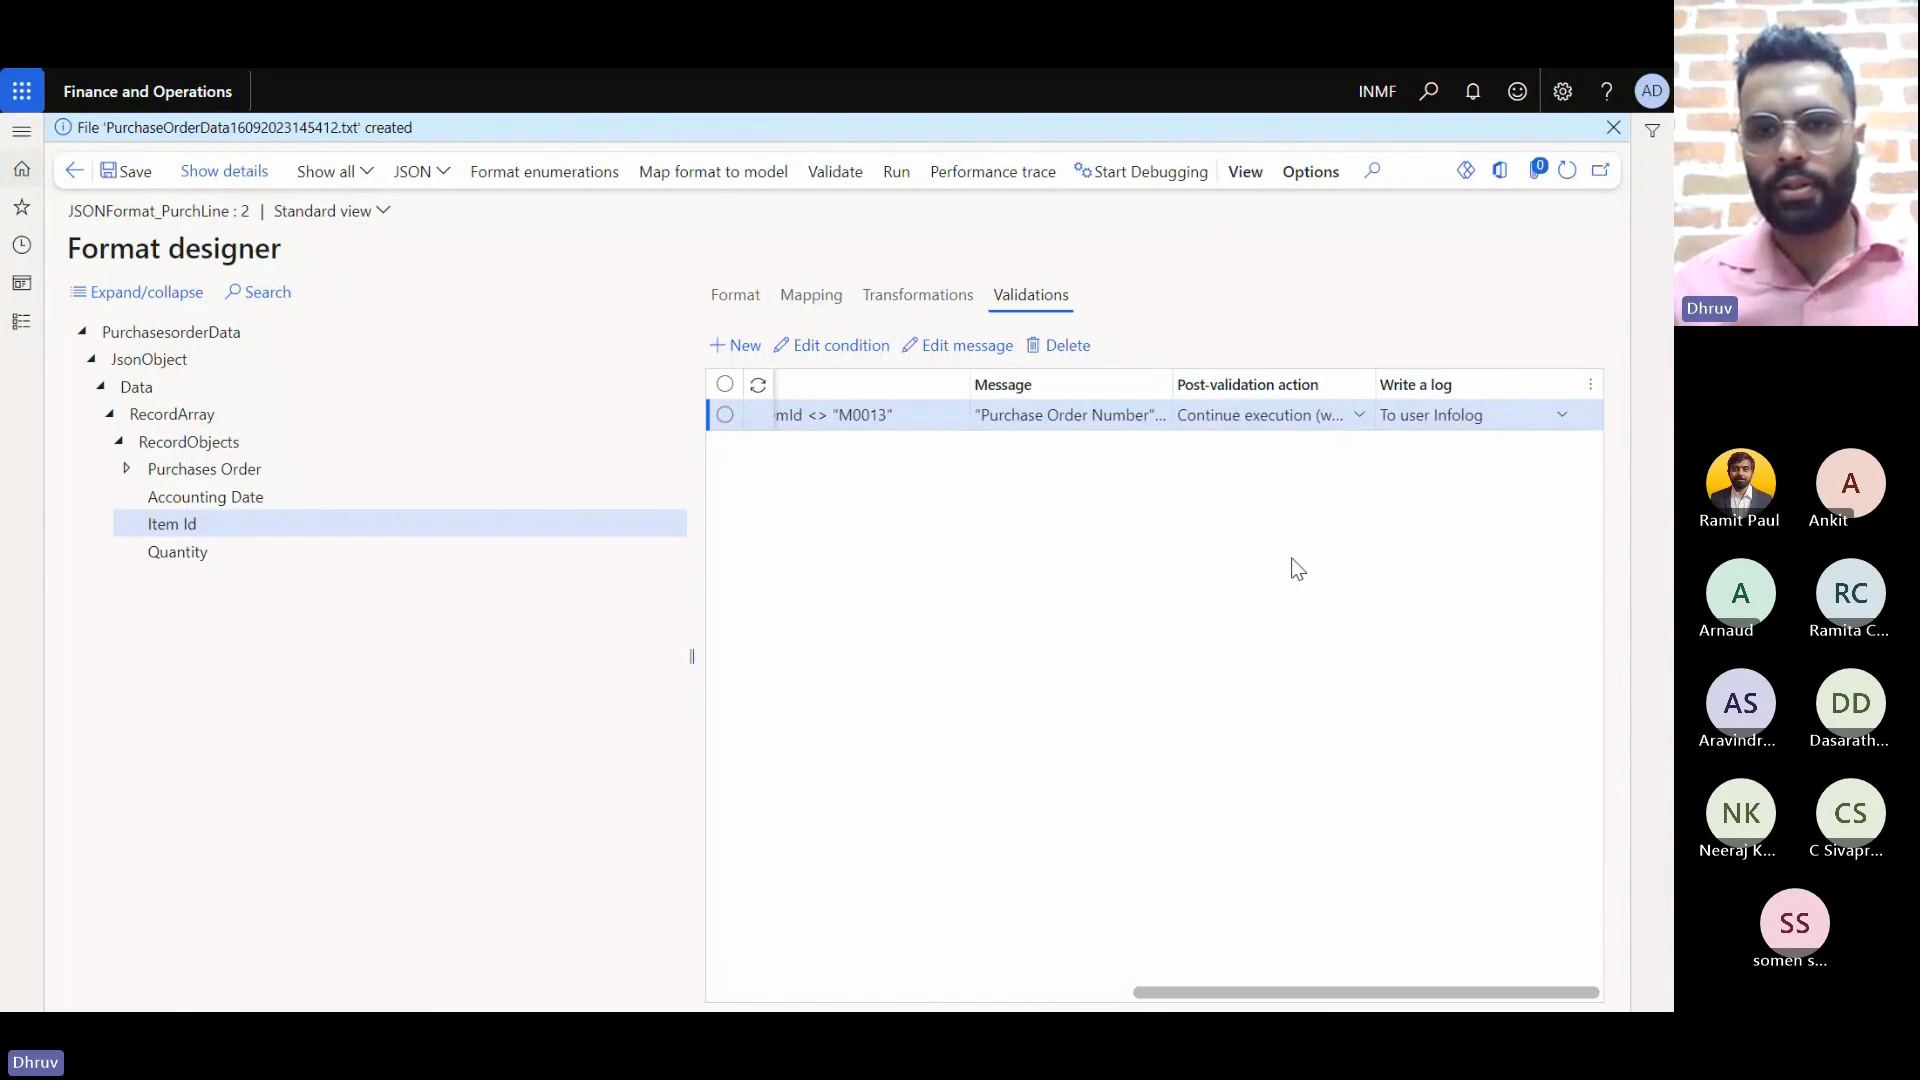 Finance and Operations
INMF
AD
File 'PurchaseOrderData16092023145412.txt' created
Save
Show details
Show all
JSON
Format enumerations
Map format to model
Validate
Run
Performance trace
Start Debugging
View
Options
0
JSONFormat_PurchLine : 2 | Standard view
Format designer
Expand/collapse
Search
PurchasesorderData
JsonObject
Data
RecordArray
RecordObjects
Purchases Order
Accounting Date
Item Id
Quantity
Format
Mapping
Transformations
Validations
New
Edit condition
Edit message
Delete
Message
Post-validation action
Write a log
mId <> "M0013"
"Purchase Order Number"...
Continue execution (w...
To user Infolog
Dhruv
Ramit Paul
A
Ankit
A
Arnaud
RC
Ramita C...
AS
Aravindr...
DD
Dasarath...
NK
Neeraj K...
CS
C Sivapr...
SS
somen s...
Dhruv